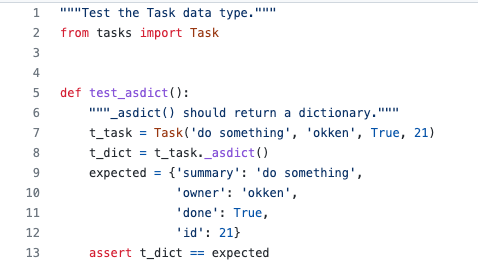 1 """Test the Task data type."""
2 from tasks import Task
3
4
5 def test_asdict():
6     """_asdict() should return a dictionary."""
7     t_task = Task('do something', 'okken', True, 21)
8     t_dict = t_task._asdict()
9     expected = {'summary': 'do something',
10                 'owner': 'okken',
11                 'done': True,
12                 'id': 21}
13     assert t_dict == expected